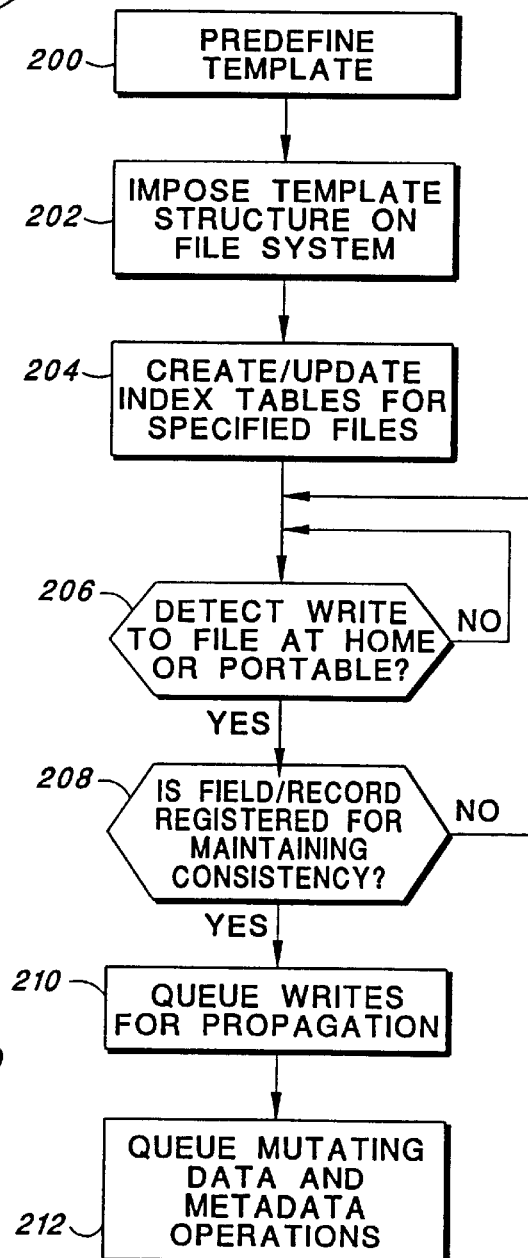 200
PREDEFINE
TEMPLATE
202
IMPOSE TEMPLATE
STRUCTURE ON
FILE SYSTEM
204
CREATE/UPDATE
INDEX TABLES FOR
SPECIFIED FILES
206
DETECT WRITE
TO FILE AT HOME
OR PORTABLE?
NO
YES
208
IS FIELD/RECORD
REGISTERED FOR
MAINTAINING
CONSISTENCY?
NO
YES
210
QUEUE WRITES
FOR PROPAGATION
QUEUE MUTATING
DATA AND
METADATA
OPERATIONS
212